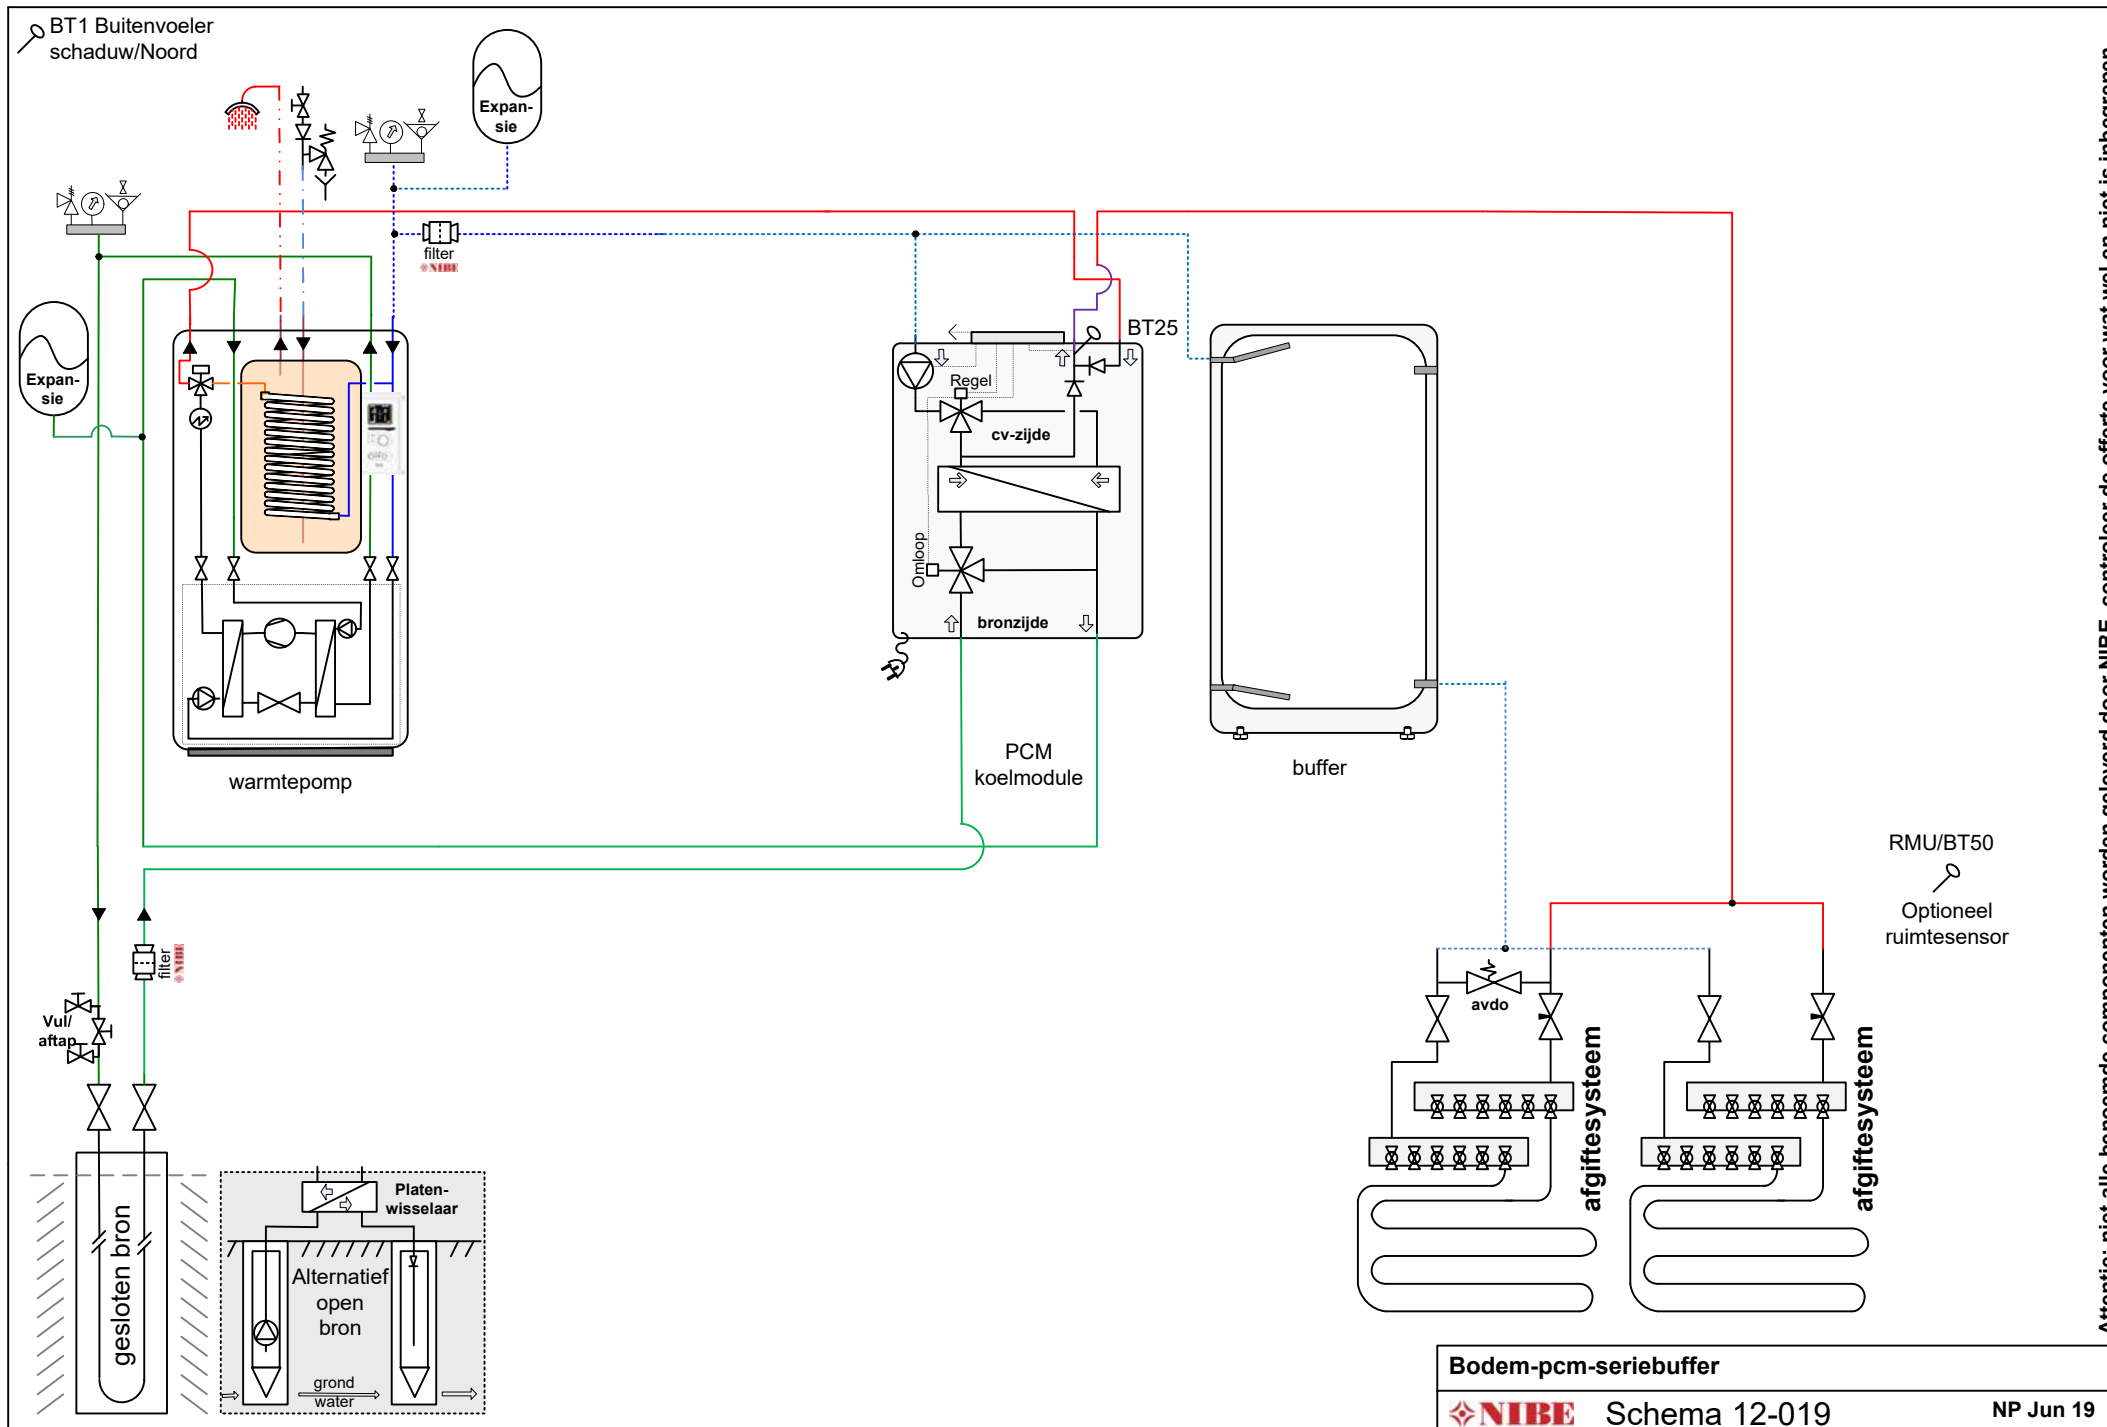 BT1 Buitenvoeler
schaduw/Noord
Expan-
sie
filter
NIBE
Expan-
sie
BT25
Regel
cv-zijde
Omloop
bronzijde
warmtepomp
PCM
koelmodule
buffer
RMU/BT50
Optioneel
ruimtesensor
filter
NIBE
Vul/
aftap
avdo
afgiftesysteem
afgiftesysteem
gesloten bron
Platen-
wisselaar
Alternatief
open
bron
grond
water
Bodem-pcm-seriebuffer
NIBE Schema 12-019 NP Jun 19